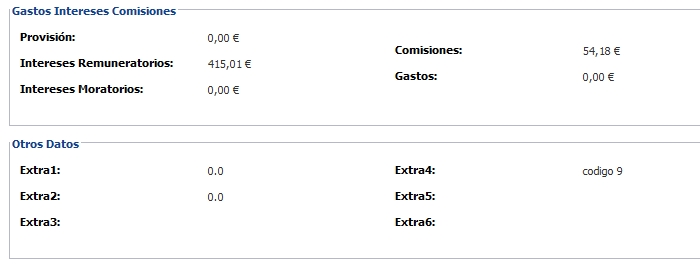 Gastos Intereses Comisiones
Provisión: 0,00 €
Comisiones: 54,18 €
Intereses Remuneratorios: 415,01 €
Gastos: 0,00 €
Intereses Moratorios: 0,00 €
Otros Datos
Extra1: 0.0 Extra4: codigo 9
Extra2: 0.0 Extra5:
Extra3: Extra6: